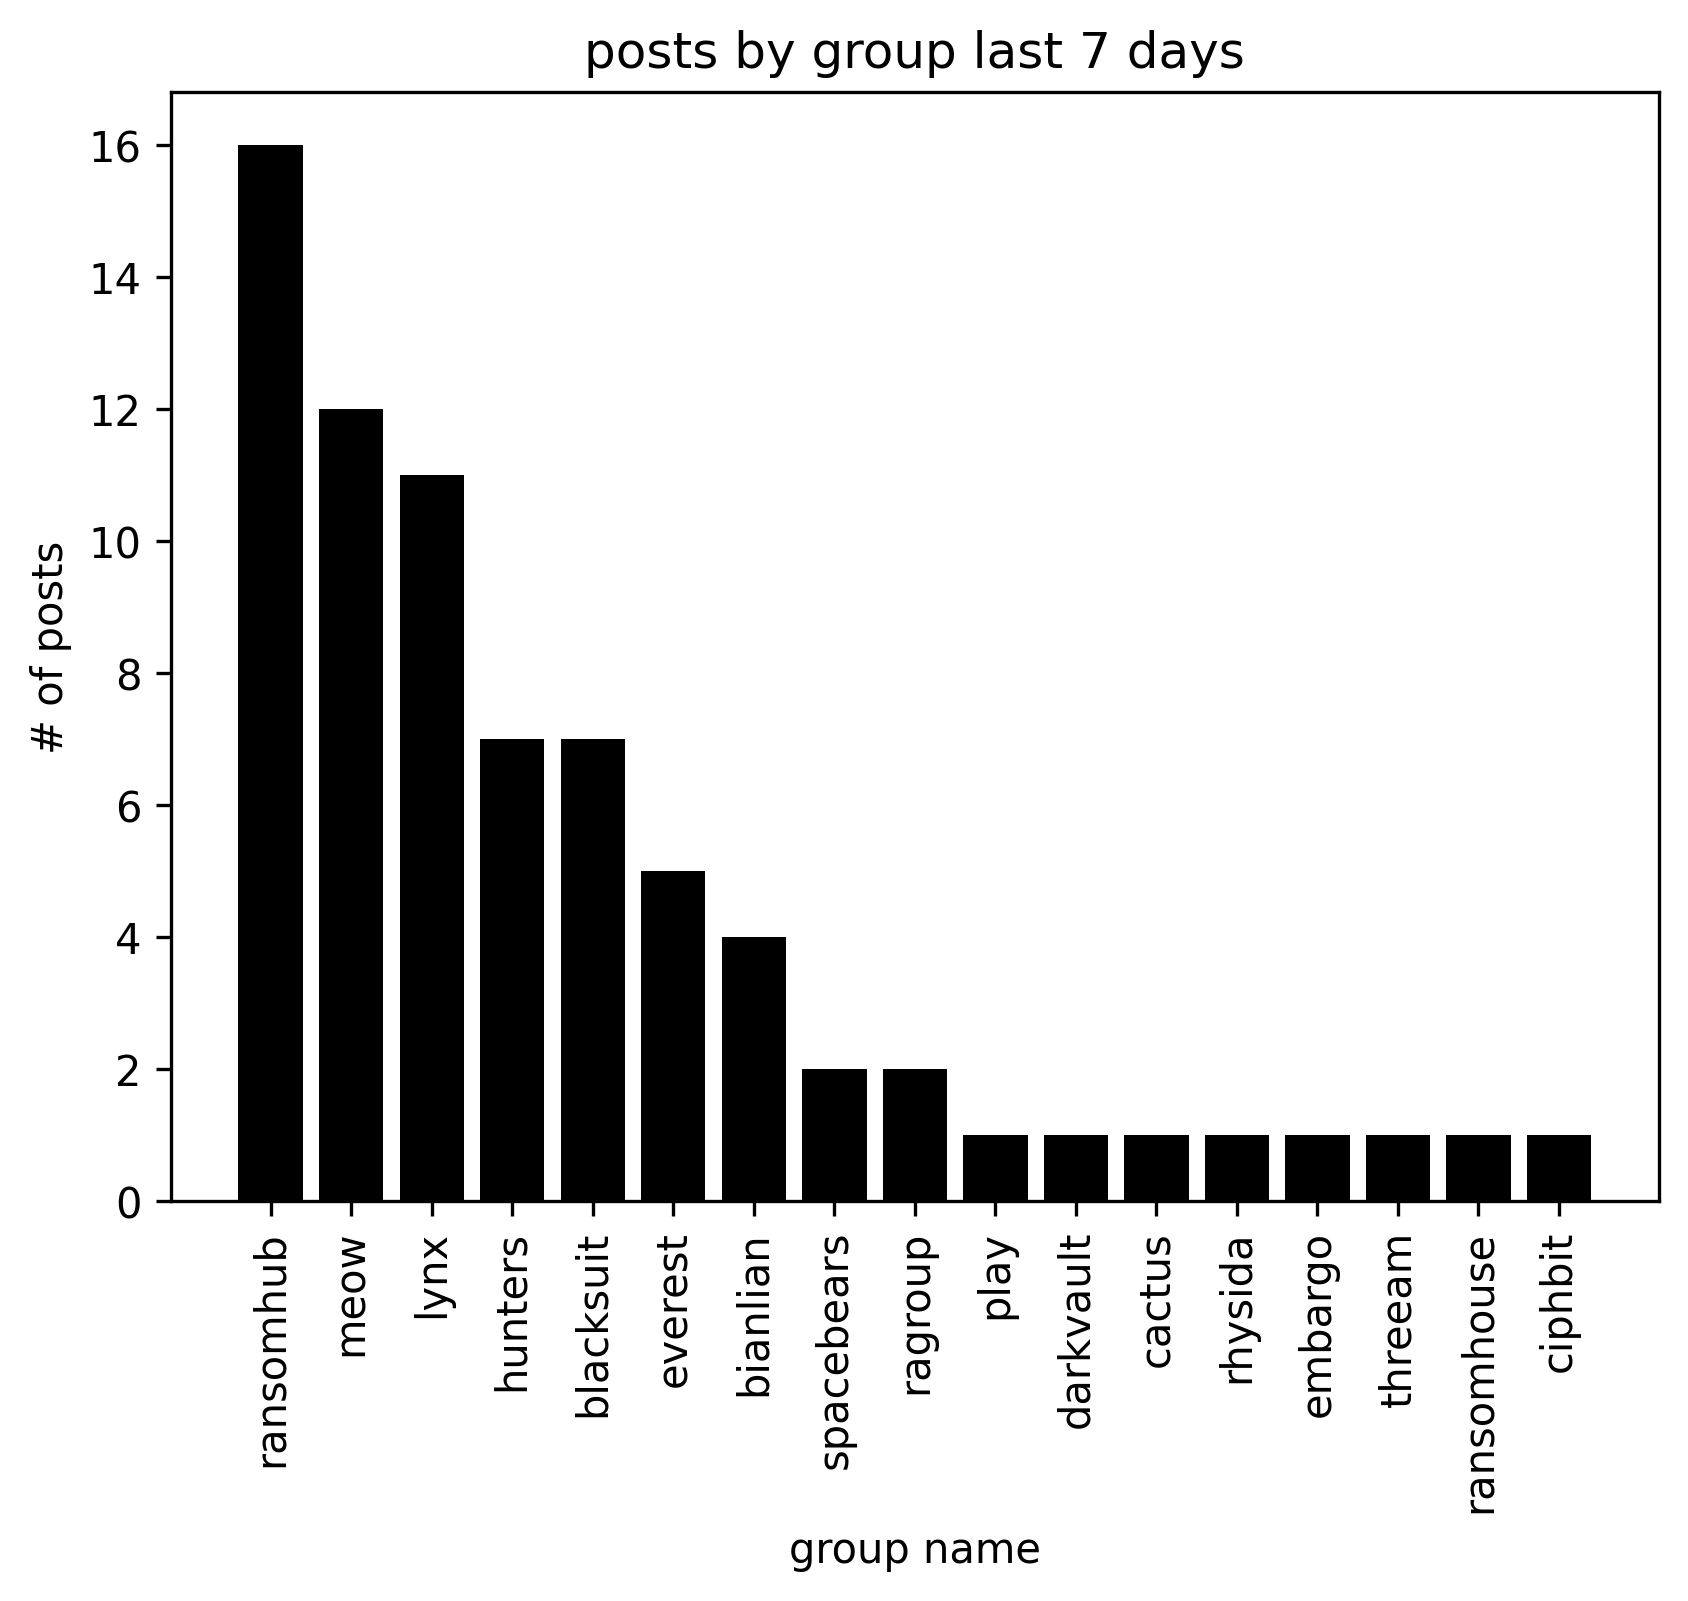 posts by group last 7 days
# of posts
16
14
12
10
8
6
4
2
0
ransomhub
meow
lynx
hunters
blacksuit
everest
bianlian
spacebears
ragroup
play
darkvault
cactus
rhysida
embargo
threeam
ransomhouse
ciphbit
group name